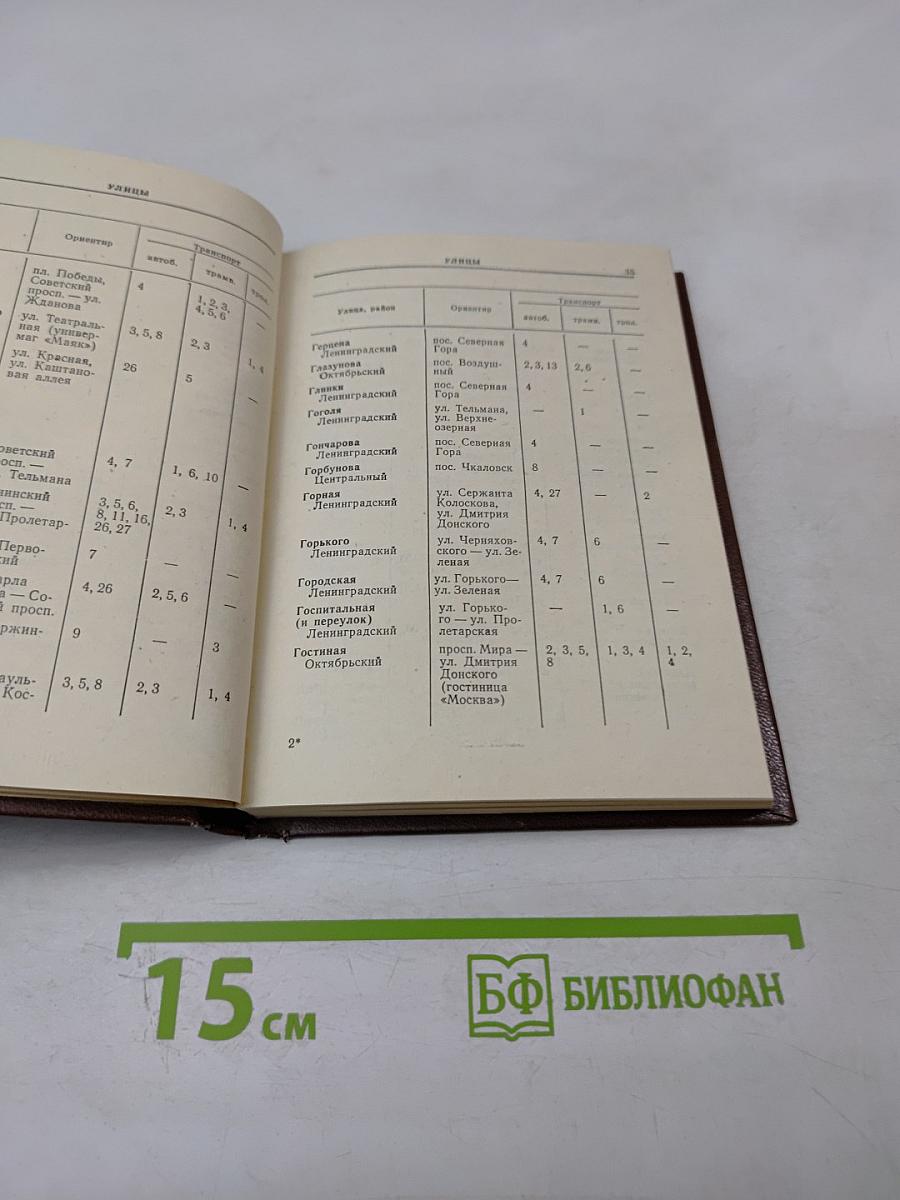 УЛИЦЫ
Ориентир
Транспорт
автоб.
трамв.
трол.
пл. Победы,
Советский
просп. — ул.
Жданова
4
1, 2, 3,
4, 5, 6
—
ул. Театраль-
ная (универ-
маг «Маяк»)
3, 5, 8
2, 3
1, 4
ул. Красная,
ул. Каштано-
вая аллея
26
5
—
Тельмана
4, 7
1, 6, 10
—
Пролетар-
3, 5, 6,
8, 11, 16,
26, 27
2, 3
1, 4
Перво-
7
—
—
а — Со-
й просп.
4, 26
2, 5, 6
—
9
—
3
Кос-
3, 5, 8
2, 3
1, 4
УЛИЦЫ
35
Улица, район
Ориентир
Транспорт
автоб.
трамв.
трол.
Герцена
Ленинградский
пос. Северная
Гора
4
—
—
Глазунова
Октябрьский
пос. Воздуш-
ный
2, 3, 13
2, 6
—
Глинки
Ленинградский
пос. Северная
Гора
4
—
—
Гоголя
Ленинградский
ул. Тельмана,
ул. Верхне-
озерная
—
1
—
Гончарова
Ленинградский
пос. Северная
Гора
4
—
—
Горбунова
Центральный
пос. Чкаловск
8
—
—
Горная
Ленинградский
ул. Сержанта
Колоскова,
ул. Дмитрия
Донского
4, 27
—
2
Горького
Ленинградский
ул. Черняхов-
ского — ул. Зе-
леная
4, 7
6
—
Городская
Ленинградский
ул. Горького—
ул. Зеленая
4, 7
6
—
Госпитальная
(и переулок)
Ленинградский
ул. Горько-
го — ул. Про-
летарская
—
1, 6
—
Гостиная
Октябрьский
просп. Мира —
ул. Дмитрия
Донского
(гостиница
«Москва»)
2, 3, 5,
8
1, 3, 4
1, 2,
4
2*
15 см
БФ БИБЛИОФАН